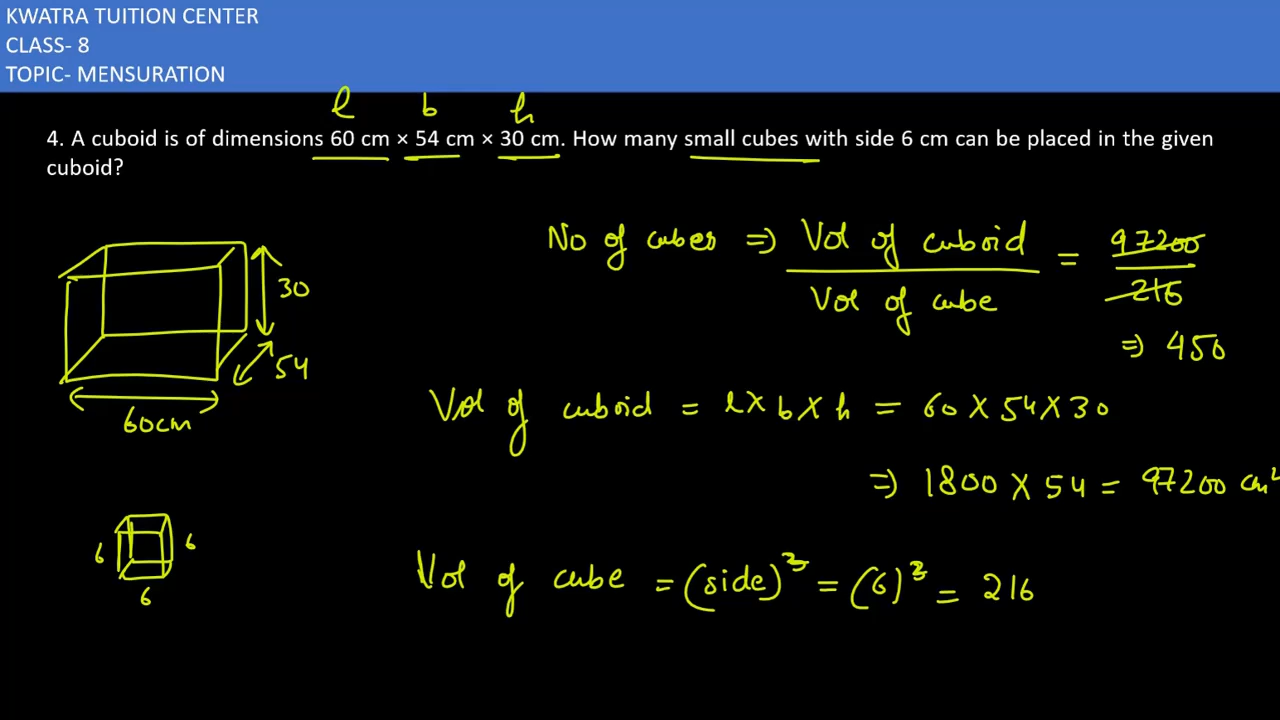 KWATRA TUITION CENTER
CLASS- 8
TOPIC- MENSURATION
l b h
4. A cuboid is of dimensions 60 cm × 54 cm × 30 cm. How many small cubes with side 6 cm can be placed in the given
cuboid?
No of cubes ⇒ Vol of cuboid / Vol of cube = 97200 / 216
⇒ 450
30
54
60cm
Vol of cuboid = l × b × h = 60 × 54 × 30
⇒ 1800 × 54 = 97200 cm
6 6
6
Vol of cube = (side)³ = (6)³ = 216